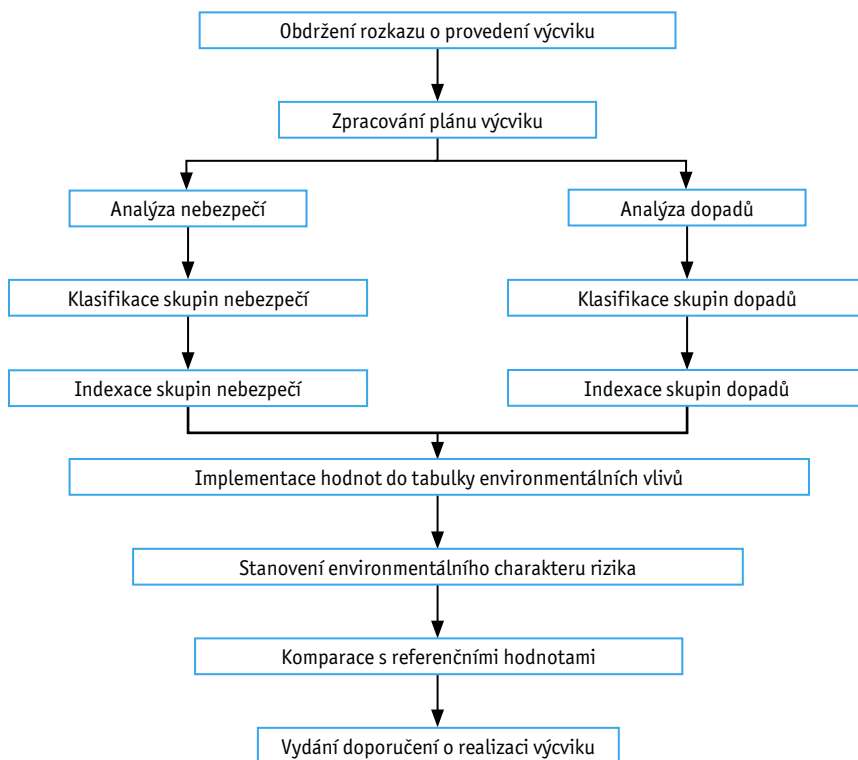 Obdržení rozkazu o provedení výcviku
Zpracování plánu výcviku
Analýza nebezpečí
Analýza dopadů
Klasifikace skupin nebezpečí
Klasifikace skupin dopadů
Indexace skupin nebezpečí
Indexace skupin dopadů
Implementace hodnot do tabulky environmentálních vlivů
Stanovení environmentálního charakteru rizika
Komparace s referenčními hodnotami
Vydání doporučení o realizaci výcviku